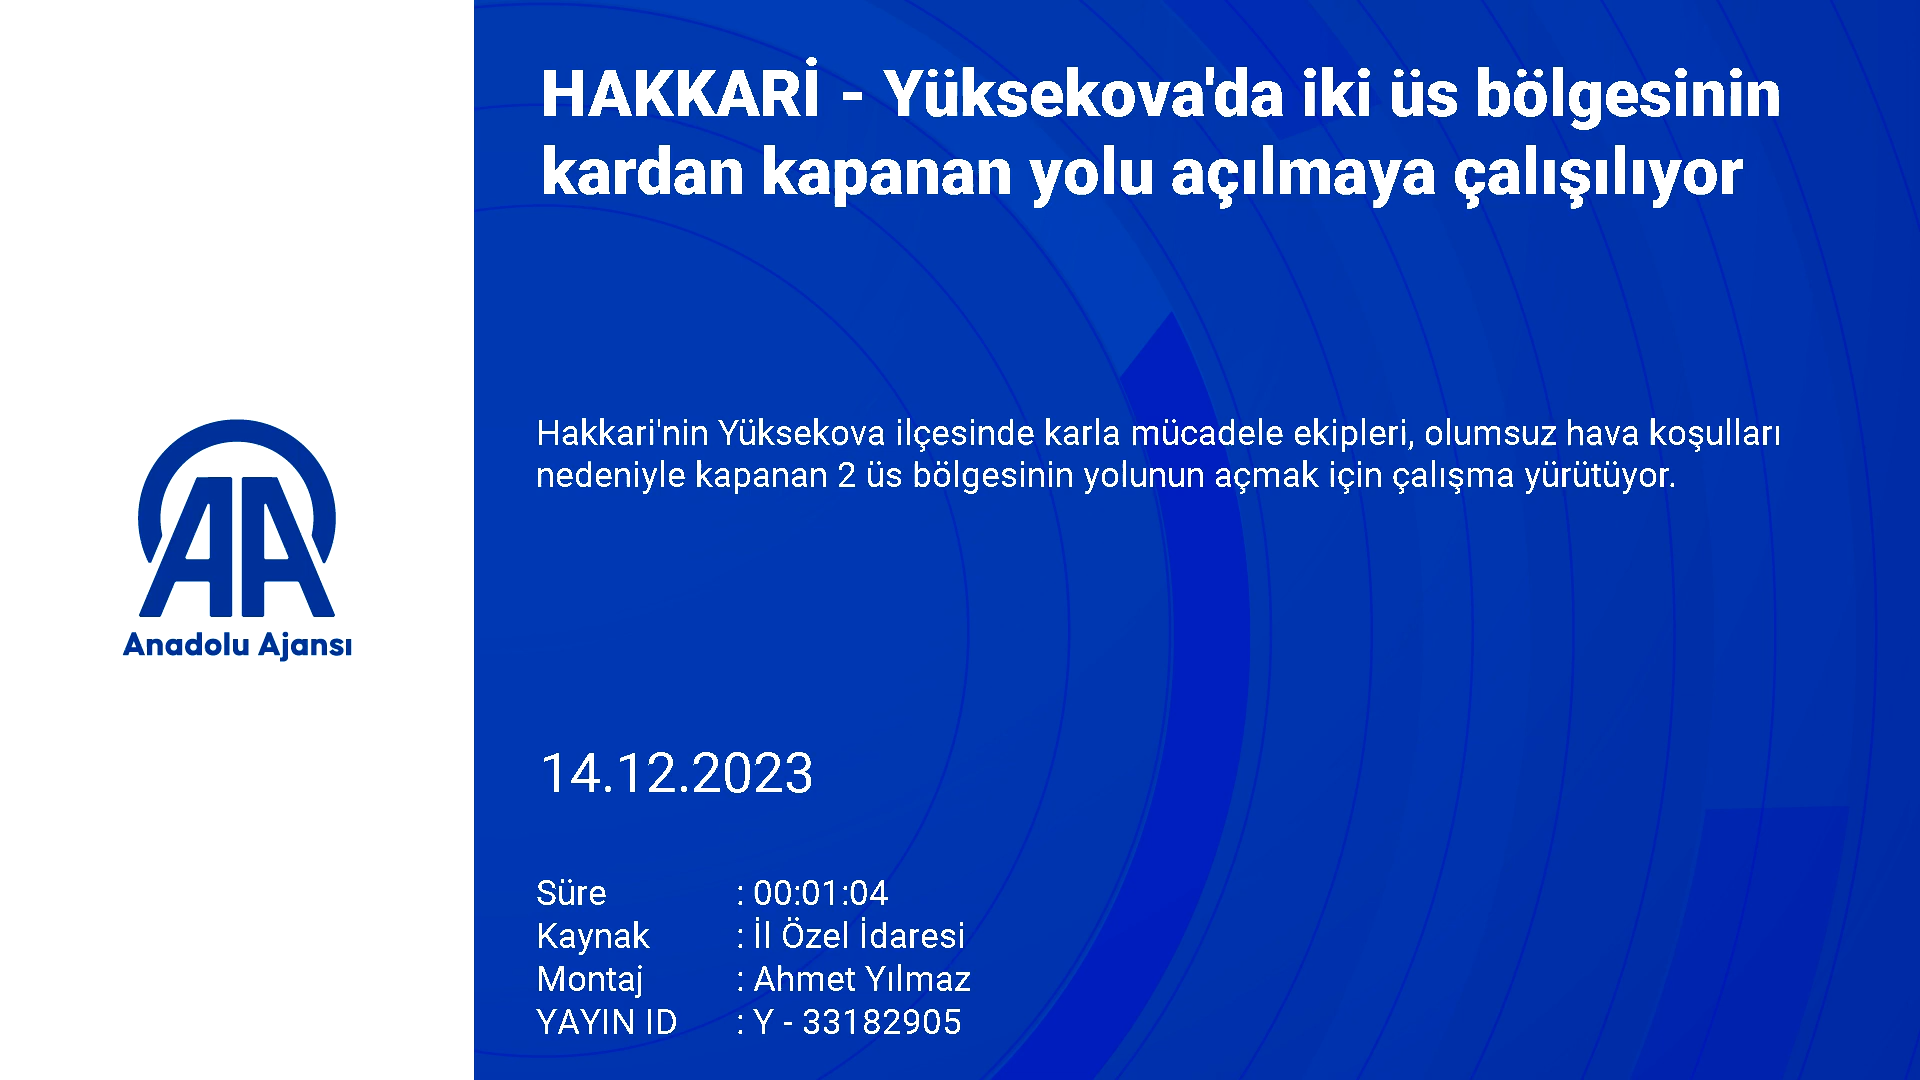 HAKKARİ - Yüksekova'da iki üs bölgesinin
kardan kapanan yolu açılmaya çalışılıyor
Hakkari'nin Yüksekova ilçesinde karla mücadele ekipleri, olumsuz hava koşulları
nedeniyle kapanan 2 üs bölgesinin yolunun açmak için çalışma yürütüyor.
AA
Anadolu Ajansı
14.12.2023
Süre : 00:01:04
Kaynak : İl Özel İdaresi
Montaj : Ahmet Yılmaz
YAYIN ID : Y - 33182905